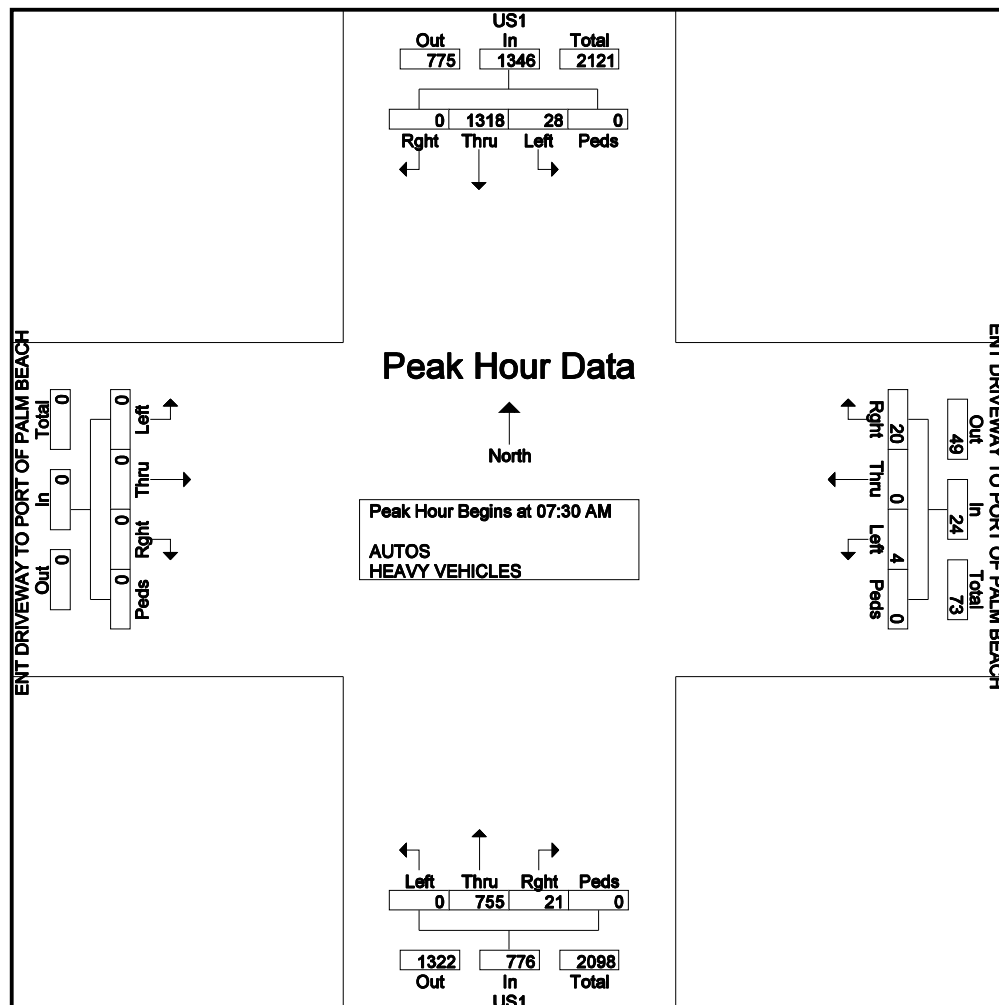 US1
Out In Total
775 1346 2121
0 1318 28 0
Rght Thru Left Peds
Peak Hour Data
North
Peak Hour Begins at 07:30 AM
AUTOS
HEAVY VEHICLES
ENT DRIVEWAY TO PORT OF PALM BEACH
Out In Total
0 0 0
0 0 0 0
Left Thru Rght Peds
ENT DRIVEWAY TO PORT OF PALM BEACH
Out In Total
49 24 73
20 0 4 0
Rght Thru Left Peds
Left Thru Rght Peds
0 755 21 0
1322 776 2098
Out In Total
US1